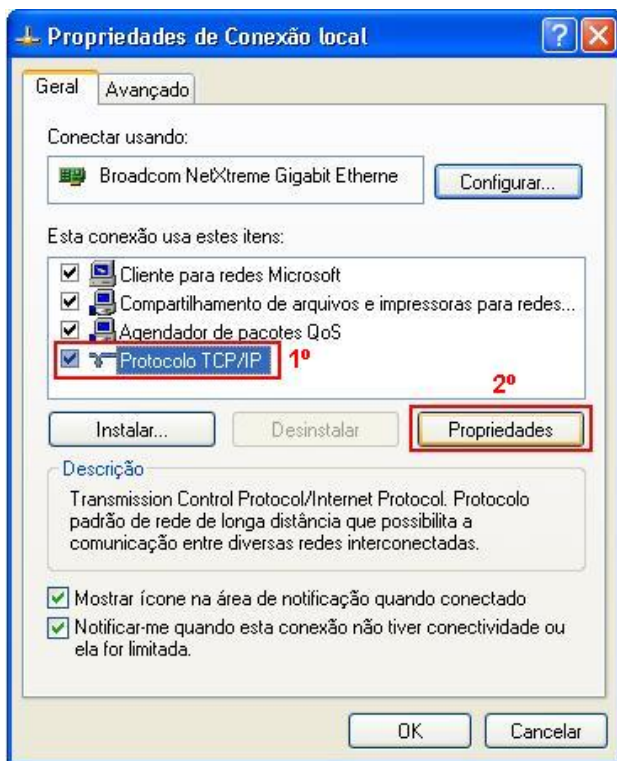 Propriedades de Conexão local
Geral
Avançado
Conectar usando:
Broadcom NetXtreme Gigabit Etherne
Configurar...
Esta conexão usa estes itens:
Cliente para redes Microsoft
Compartilhamento de arquivos e impressoras para redes...
Agendador de pacotes QoS
Protocolo TCP/IP 1º
2º
Instalar...
Desinstalar
Propriedades
Descrição
Transmission Control Protocol/Internet Protocol. Protocolo
padrão de rede de longa distância que possibilita a
comunicação entre diversas redes interconectadas.
Mostrar ícone na área de notificação quando conectado
Notificar-me quando esta conexão não tiver conectividade ou
ela for limitada.
OK
Cancelar